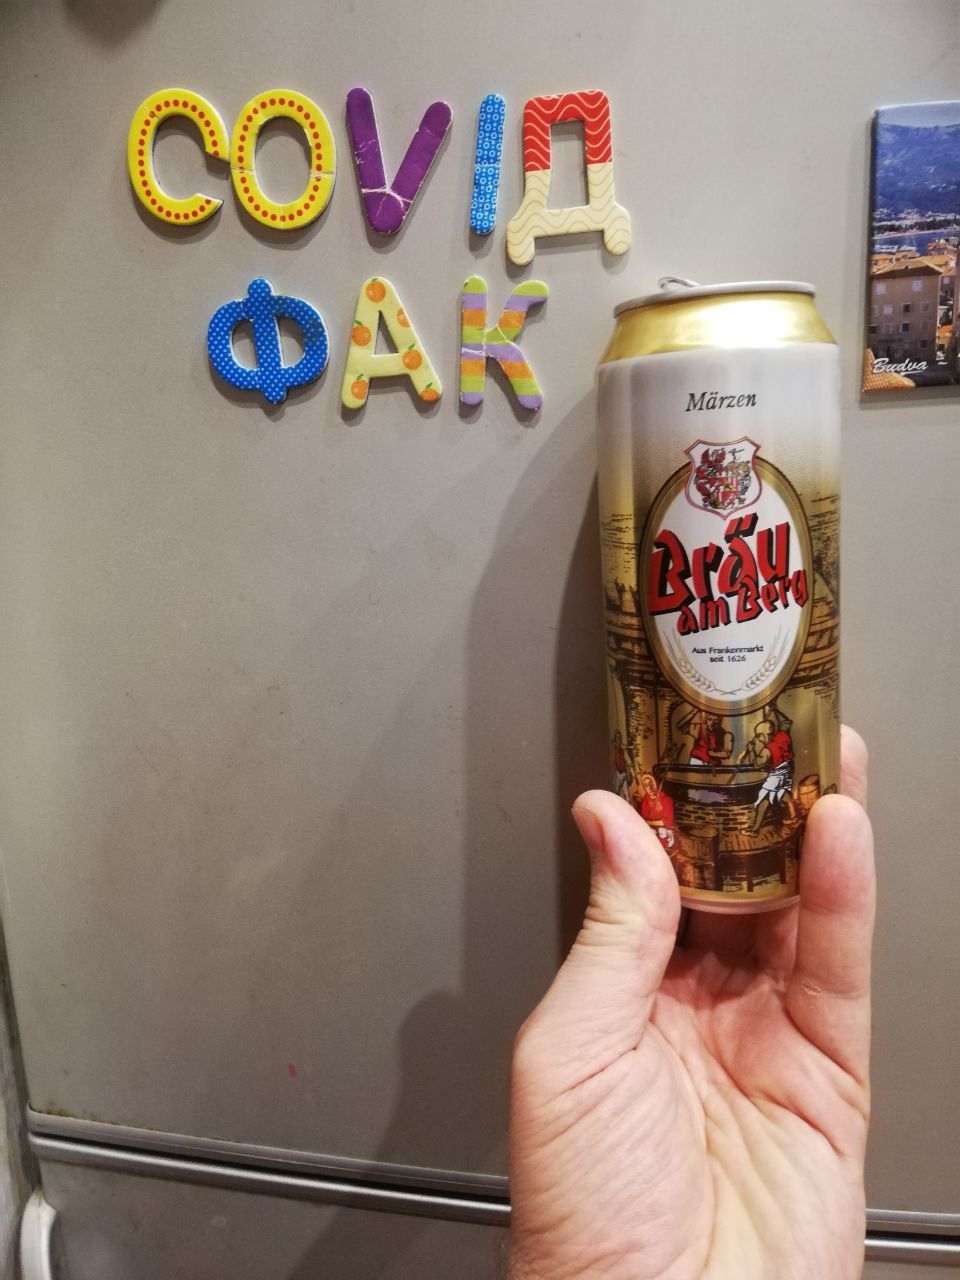 COVIД
ФАК
Budva
Märzen
Bräu
am Berg
Aus Frankenmarkt
seit 1626